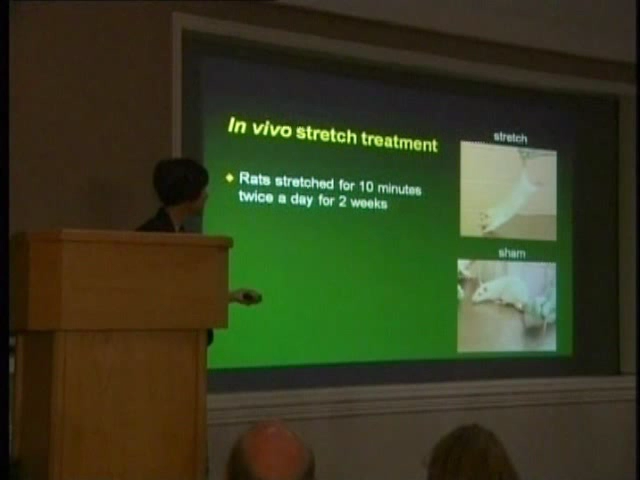 In vivo stretch treatment
Rats stretched for 10 minutes
twice a day for 2 weeks
stretch
sham